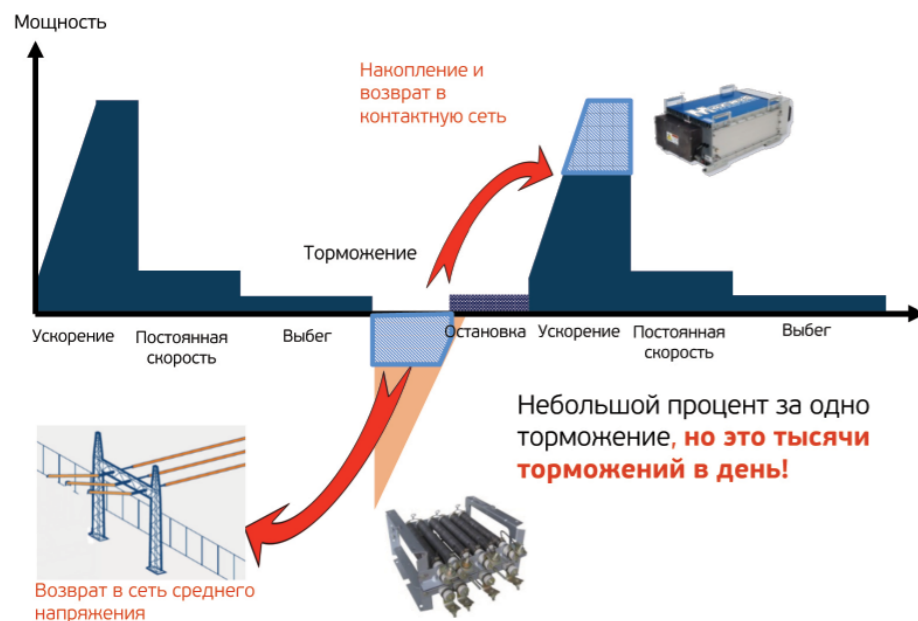 Мощность
Накопление и
возврат в
контактную сеть
Торможение
Ускорение
Постоянная
скорость
Выбег
Остановка
Ускорение
Постоянная
скорость
Выбег
Небольшой процент за одно
торможение, но это тысячи
торможений в день!
Возврат в сеть среднего
напряжения